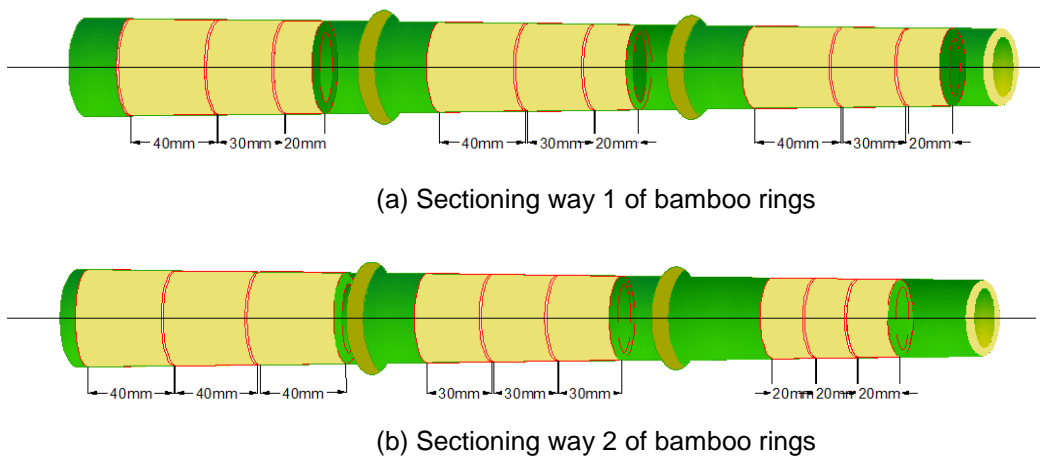 40mm 30mm 20mm 40mm 30mm 20mm 40mm 30mm 20mm
(a) Sectioning way 1 of bamboo rings
40mm 40mm 40mm 30mm 30mm 30mm 20mm 20mm 20mm
(b) Sectioning way 2 of bamboo rings